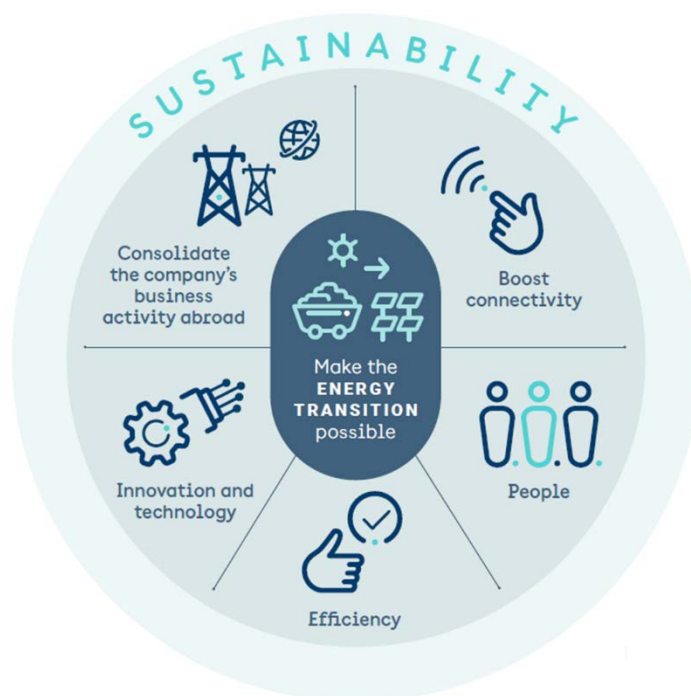 SUSTAINABILITY
Consolidate
the company's
business
activity abroad
Boost
connectivity
Make the
ENERGY
TRANSITION
possible
Innovation and
technology
People
Efficiency